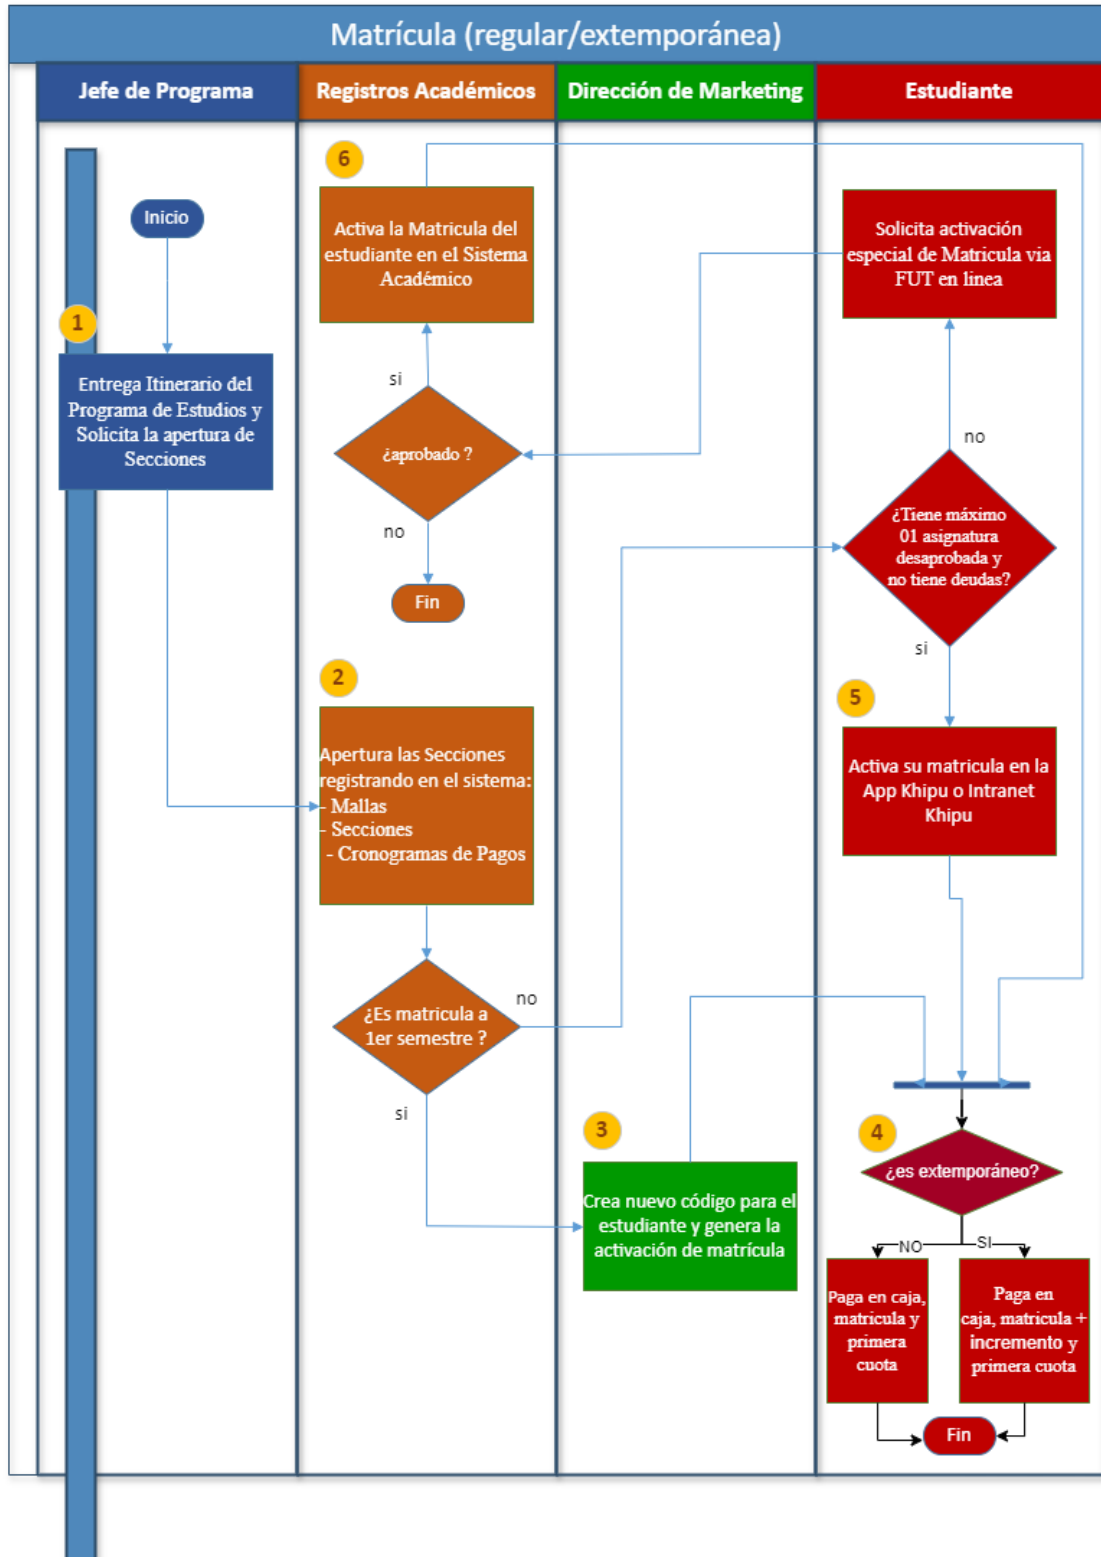 Matrícula (regular/extemporánea)
Jefe de Programa
Registros Académicos
Dirección de Marketing
Estudiante
Inicio
1
Entrega Itinerario del
Programa de Estudios y
Solicita la apertura de
Secciones
6
Activa la Matricula del
estudiante en el Sistema
Académico
si
¿aprobado ?
no
Fin
2
Apertura las Secciones
registrando en el sistema:
- Mallas
- Secciones
- Cronogramas de Pagos
¿Es matricula a
1er semestre ?
no
si
3
Crea nuevo código para el
estudiante y genera la
activación de matrícula
Solicita activación
especial de Matricula via
FUT en linea
no
¿Tiene máximo
01 asignatura
desaprobada y
no tiene deudas?
si
5
Activa su matricula en la
App Khipu o Intranet
Khipu
4
¿es extemporáneo?
NO
SI
Paga en caja,
matricula y
primera
cuota
Paga en
caja, matricula +
incremento y
primera cuota
Fin